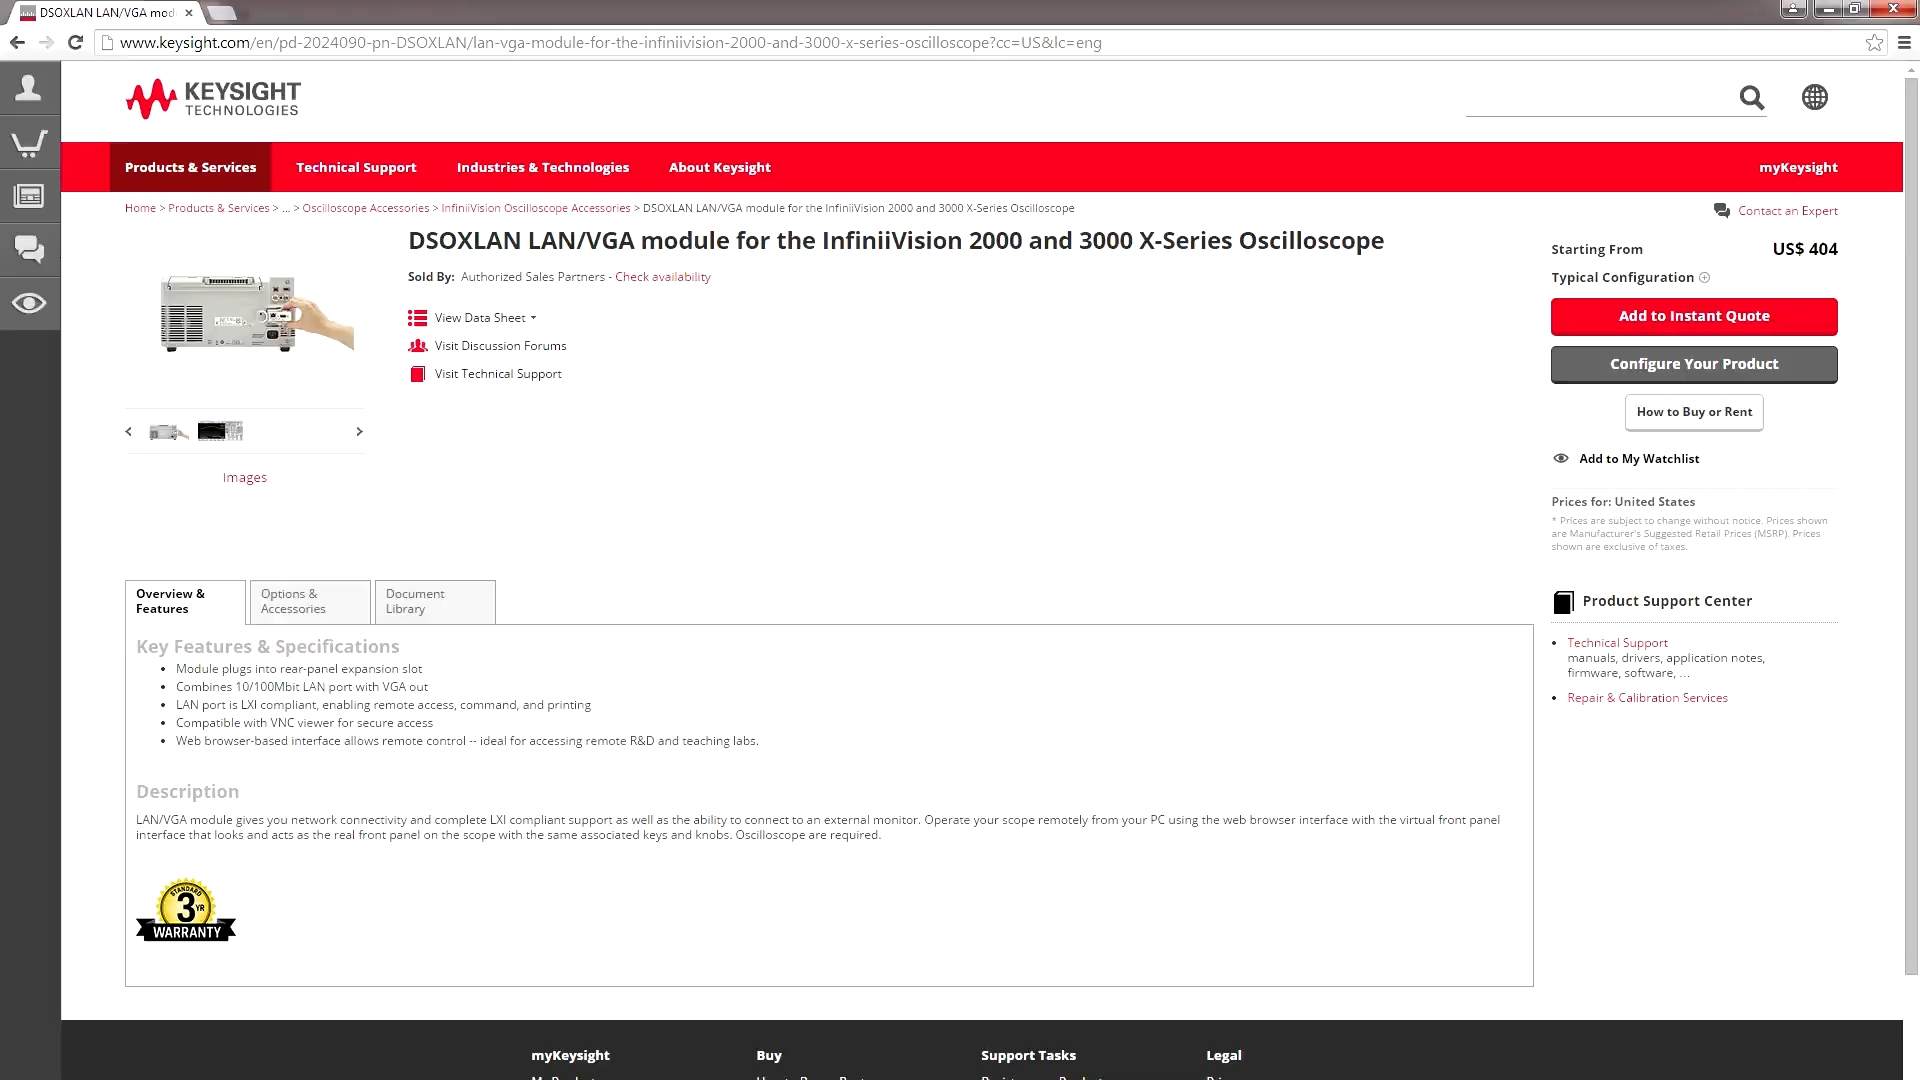 DSOXLAN LAN/VGA mod
www.keysight.com/en/pd-2024090-pn-DSOXLAN/lan-vga-module-for-the-infiniivision-2000-and-3000-x-series-oscilloscope?cc=US&lc=eng
KEYSIGHT
TECHNOLOGIES
Products & Services
Technical Support
Industries & Technologies
About Keysight
myKeysight
Home > Products & Services > ... > Oscilloscope Accessories > InfiniiVision Oscilloscope Accessories > DSOXLAN LAN/VGA module for the InfiniiVision 2000 and 3000 X-Series Oscilloscope
Contact an Expert
DSOXLAN LAN/VGA module for the InfiniiVision 2000 and 3000 X-Series Oscilloscope
Sold By: Authorized Sales Partners - Check availability
View Data Sheet
Visit Discussion Forums
Visit Technical Support
Images
Starting From US$ 404
Typical Configuration
Add to Instant Quote
Configure Your Product
How to Buy or Rent
Add to My Watchlist
Prices for: United States
* Prices are subject to change without notice. Prices shown
are Manufacturer's Suggested Retail Prices (MSRP). Prices
shown are exclusive of taxes.
Product Support Center
• Technical Support
manuals, drivers, application notes,
firmware, software, ...
• Repair & Calibration Services
Overview &
Features
Options &
Accessories
Document
Library
Key Features & Specifications
• Module plugs into rear-panel expansion slot
• Combines 10/100Mbit LAN port with VGA out
• LAN port is LXI compliant, enabling remote access, command, and printing
• Compatible with VNC viewer for secure access
• Web browser-based interface allows remote control -- ideal for accessing remote R&D and teaching labs.
Description
LAN/VGA module gives you network connectivity and complete LXI compliant support as well as the ability to connect to an external monitor. Operate your scope remotely from your PC using the web browser interface with the virtual front panel
interface that looks and acts as the real front panel on the scope with the same associated keys and knobs. Oscilloscope are required.
STANDARD
3 YR
WARRANTY
myKeysight
Buy
Support Tasks
Legal